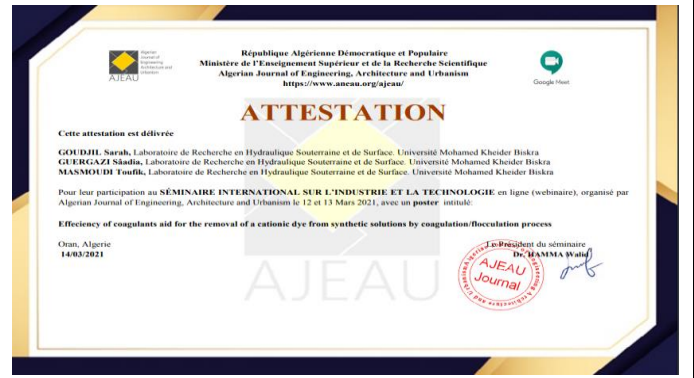 Algerian
Journal of
Engineering
Architecture and
Urbanism
AJEAU
République Algérienne Démocratique et Populaire
Ministère de l'Enseignement Supérieur et de la Recherche Scientifique
Algerian Journal of Engineering, Architecture and Urbanism
https://www.aneau.org/ajeau/
Google Meet
ATTESTATION
Cette attestation est délivrée
GOUDJIL Sarah, Laboratoire de Recherche en Hydraulique Souterraine et de Surface. Université Mohamed Kheider Biskra
GUERGAZI Sâadia, Laboratoire de Recherche en Hydraulique Souterraine et de Surface. Université Mohamed Kheider Biskra
MASMOUDI Toufik, Laboratoire de Recherche en Hydraulique Souterraine et de Surface. Université Mohamed Kheider Biskra
Pour leur participation au SÉMINAIRE INTERNATIONAL SUR L'INDUSTRIE ET LA TECHNOLOGIE en ligne (webinaire), organisé par
Algerian Journal of Engineering, Architecture and Urbanism le 12 et 13 Mars 2021, avec un poster intitulé:
Effeciency of coagulants aid for the removal of a cationic dye from synthetic solutions by coagulation/flocculation process
Oran, Algerie
14/03/2021
Le Président du séminaire
Dr. HAMMA Walid
AJEAU
Journal
AJEAU